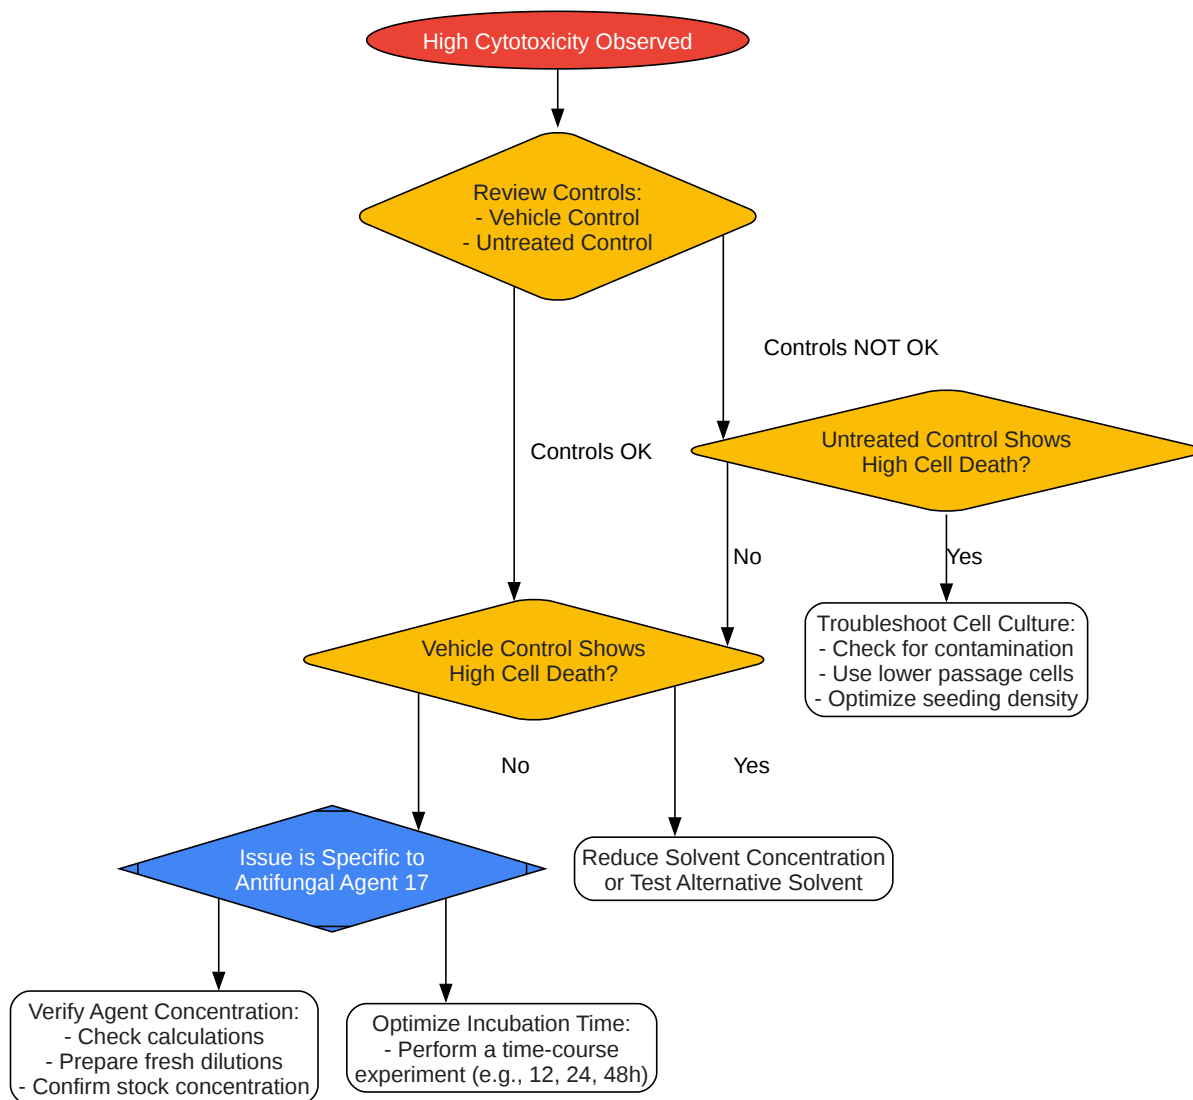 High Cytotoxicity Observed
Review Controls:
- Vehicle Control
- Untreated Control
Controls NOT OK
Controls OK
Untreated Control Shows
High Cell Death?
No
Yes
Vehicle Control Shows
High Cell Death?
Troubleshoot Cell Culture:
- Check for contamination
- Use lower passage cells
- Optimize seeding density
No
Yes
Issue is Specific to
Antifungal Agent 17
Reduce Solvent Concentration
or Test Alternative Solvent
Verify Agent Concentration:
- Check calculations
- Prepare fresh dilutions
- Confirm stock concentration
Optimize Incubation Time:
- Perform a time-course
experiment (e.g., 12, 24, 48h)